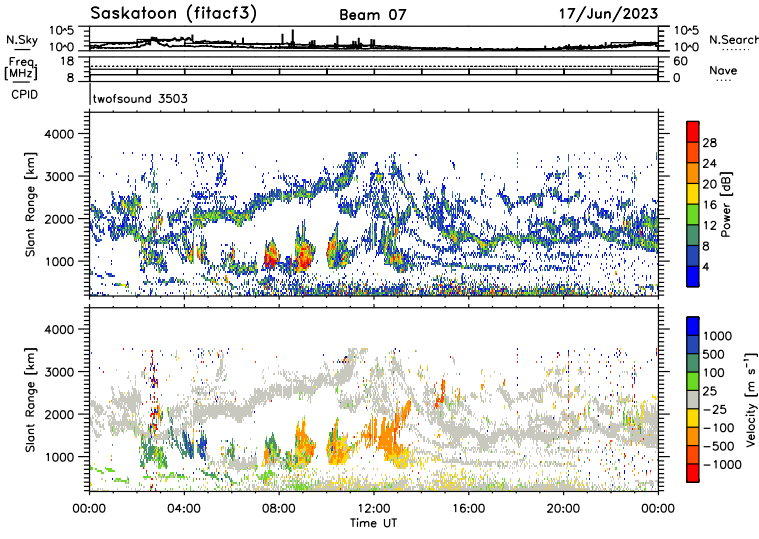 Saskatoon (fitacf3) Beam 07 17/Jun/2023
N.Sky 10^5 10^0 10^5 10^0 N.Search
Freq. [MHz] 18 8 60 0 Nave
CPID twofsound 3503
Slant Range [km] 4000 3000 2000 1000
Power [dB] 28 24 20 16 12 8 4
Slant Range [km] 4000 3000 2000 1000
Velocity [m s^-1] 1000 500 100 25 -25 -100 -500 -1000
00:00 04:00 08:00 12:00 16:00 20:00 00:00
Time UT